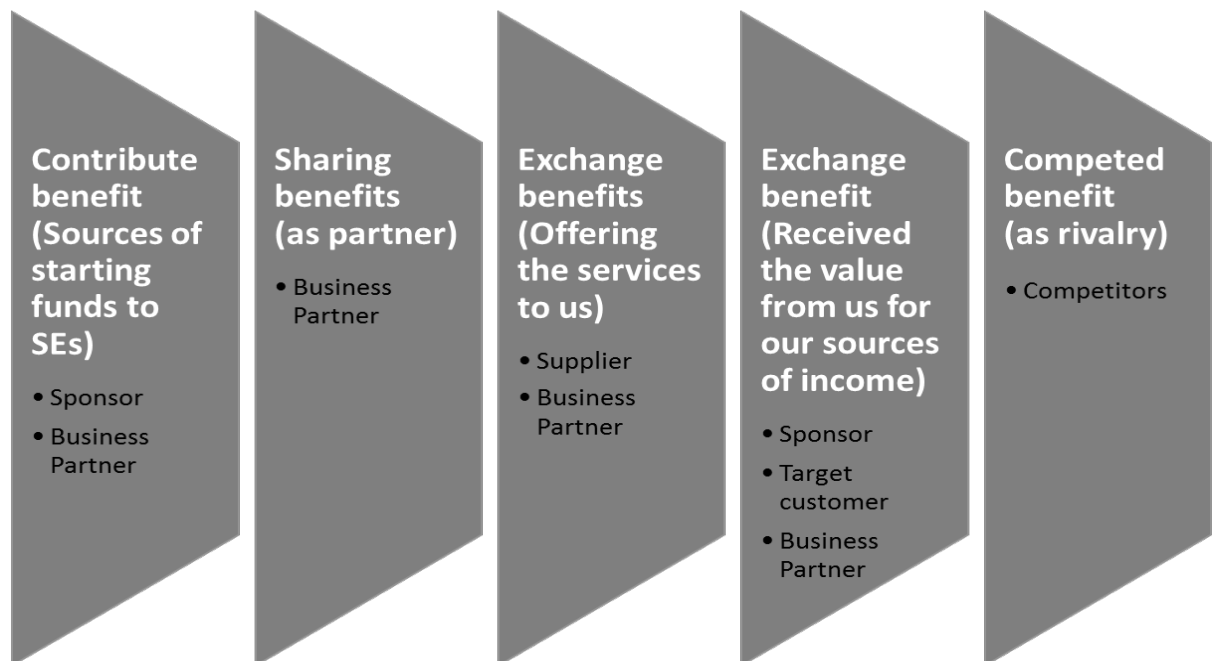 Contribute
benefit
(Sources of
starting
funds to
SEs)
• Sponsor
• Business
Partner
Sharing
benefits
(as partner)
• Business
Partner
Exchange
benefits
(Offering
the services
to us)
• Supplier
• Business
Partner
Exchange
benefit
(Received
the value
from us for
our sources
of income)
• Sponsor
• Target
customer
• Business
Partner
Competed
benefit
(as rivalry)
• Competitors